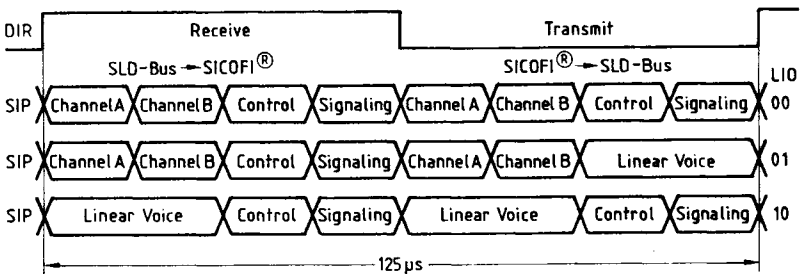 DIR Receive Transmit
SLD-Bus → SICOFI® SICOFI® → SLD-Bus LIO
SIP Channel A Channel B Control Signaling Channel A Channel B Control Signaling 00
SIP Channel A Channel B Control Signaling Channel A Channel B Linear Voice 01
SIP Linear Voice Control Signaling Linear Voice Control Signaling 10
125 µs